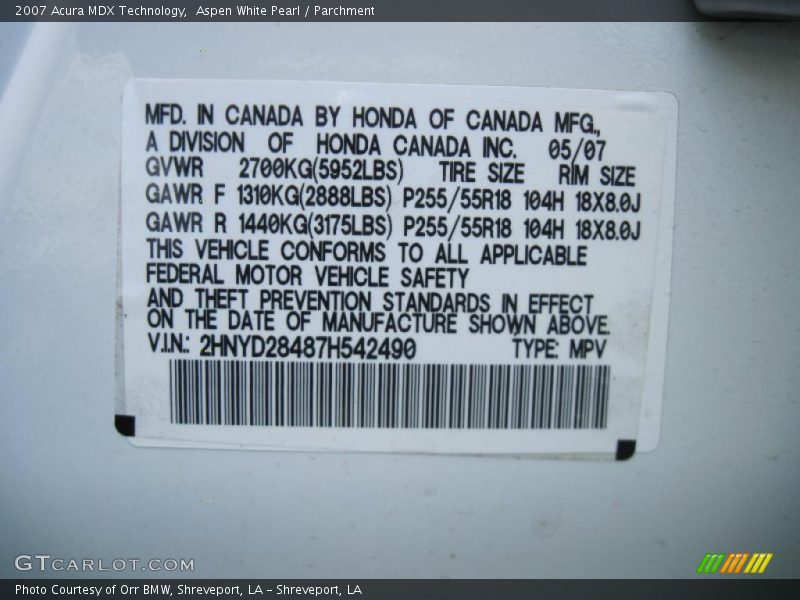 2007 Acura MDX Technology,  Aspen White Pearl / Parchment
MFD. IN CANADA BY HONDA OF CANADA MFG.,
A DIVISION OF HONDA CANADA INC. 05/07
GVWR 2700KG(5952LBS) TIRE SIZE RIM SIZE
GAWR F 1310KG(2888LBS) P255/55R18 104H 18X8.0J
GAWR R 1440KG(3175LBS) P255/55R18 104H 18X8.0J
THIS VEHICLE CONFORMS TO ALL APPLICABLE
FEDERAL MOTOR VEHICLE SAFETY
AND THEFT PREVENTION STANDARDS IN EFFECT
ON THE DATE OF MANUFACTURE SHOWN ABOVE.
V.I.N.: 2HNYD28487H542490 TYPE: MPV
GTCARLOT.COM
Photo Courtesy of Orr BMW, Shreveport, LA - Shreveport, LA